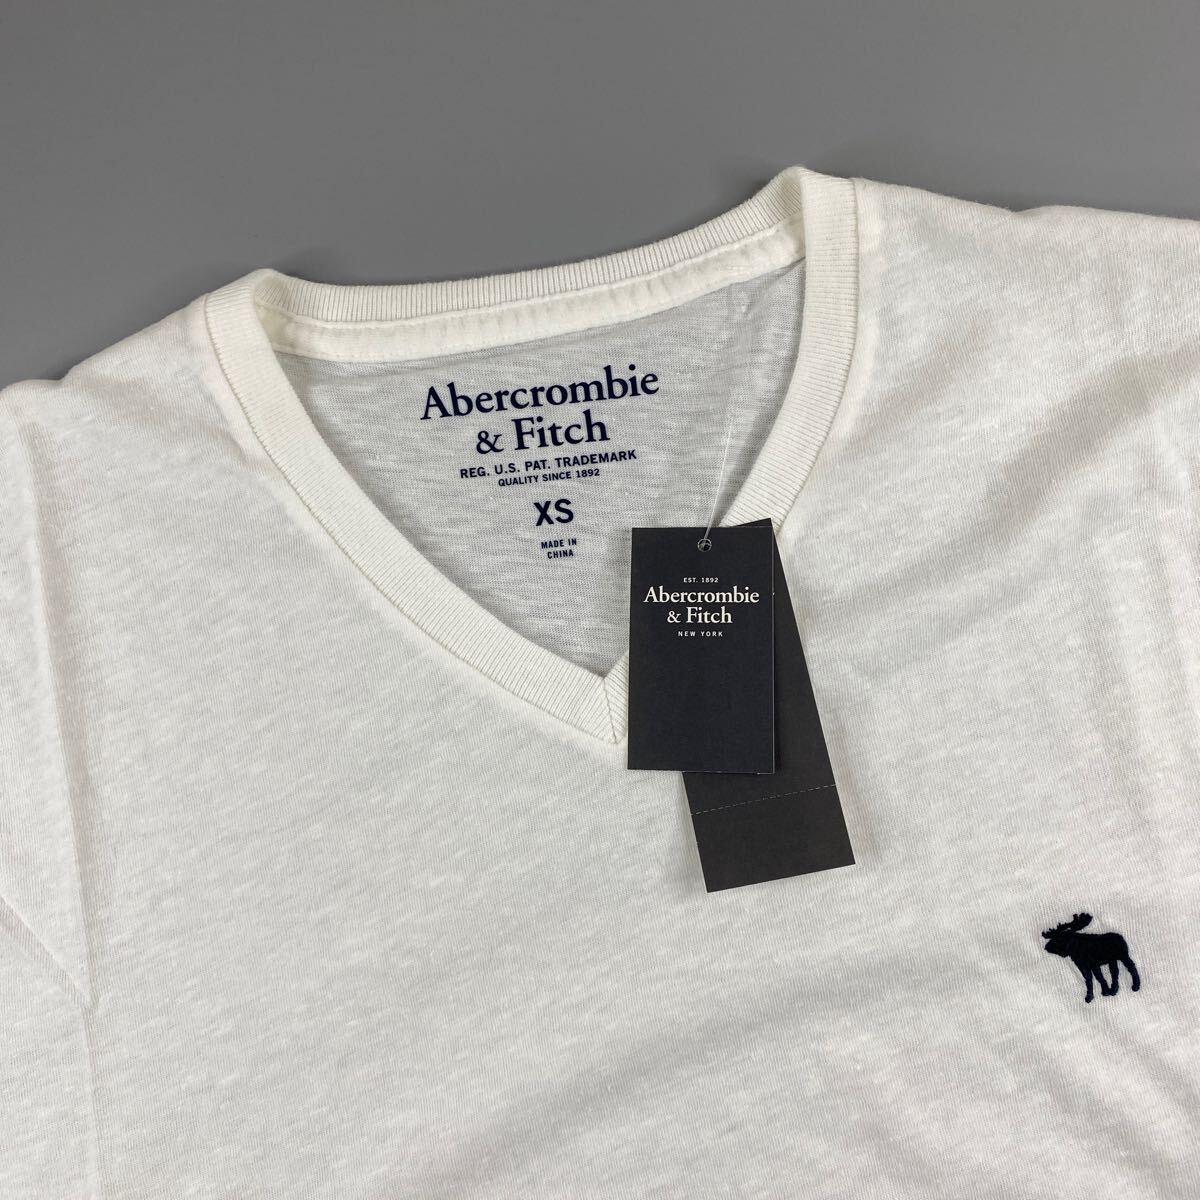 Abercrombie
& Fitch
REG. U.S. PAT. TRADEMARK
QUALITY SINCE 1892
XS
MADE IN
CHINA
EST. 1892
Abercrombie
& Fitch
NEW YORK